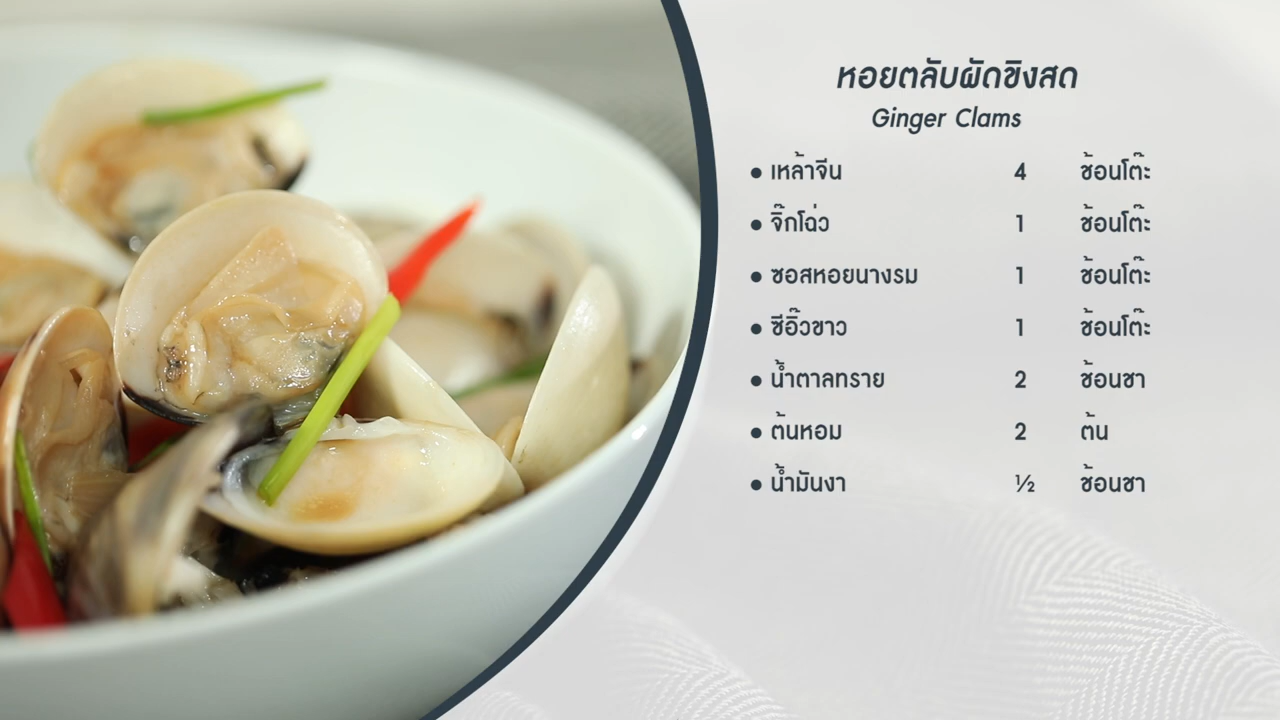 หอยตลับผัดขิงสด
Ginger Clams
• เหล้าจีน 4 ช้อนโต๊ะ
• จิ๊กโฉ่ว 1 ช้อนโต๊ะ
• ซอสหอยนางรม 1 ช้อนโต๊ะ
• ซีอิ๊วขาว 1 ช้อนโต๊ะ
• น้ำตาลทราย 2 ช้อนชา
• ต้นหอม 2 ต้น
• น้ำมันงา ½ ช้อนชา